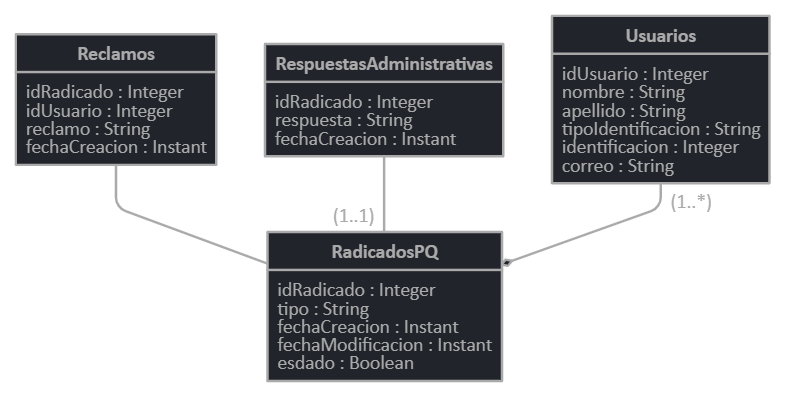 Reclamos
idRadicado : Integer
idUsuario : Integer
reclamo : String
fechaCreacion : Instant
RespuestasAdministrativas
idRadicado : Integer
respuesta : String
fechaCreacion : Instant
Usuarios
idUsuario : Integer
nombre : String
apellido : String
tipoIdentificacion : String
identificacion : Integer
correo : String
(1..1)
(1..*)
RadicadosPQ
idRadicado : Integer
tipo : String
fechaCreacion : Instant
fechaModificacion : Instant
esdado : Boolean